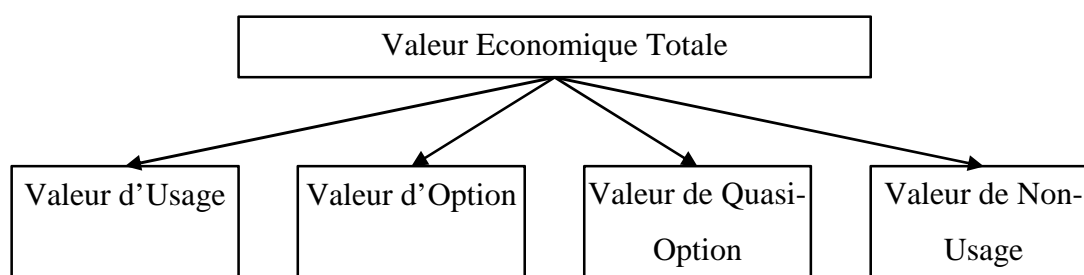 Valeur Economique Totale
Valeur d’Usage
Valeur d’Option
Valeur de Quasi-
Option
Valeur de Non-
Usage